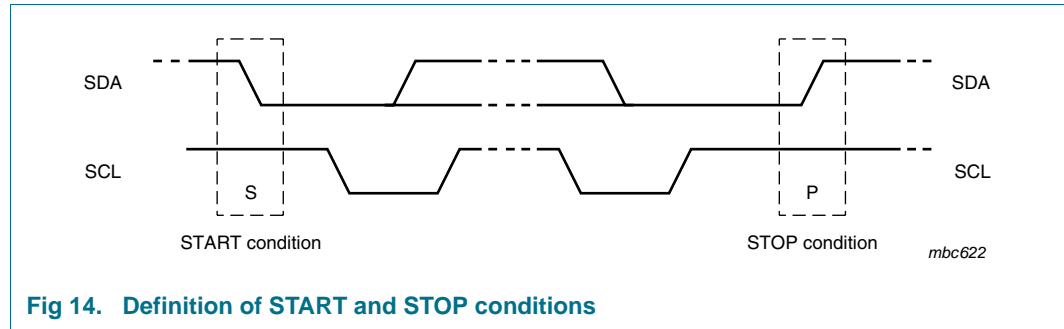 SDA
SDA
SCL
SCL
S
P
START condition
STOP condition
mbc622
Fig 14. Definition of START and STOP conditions